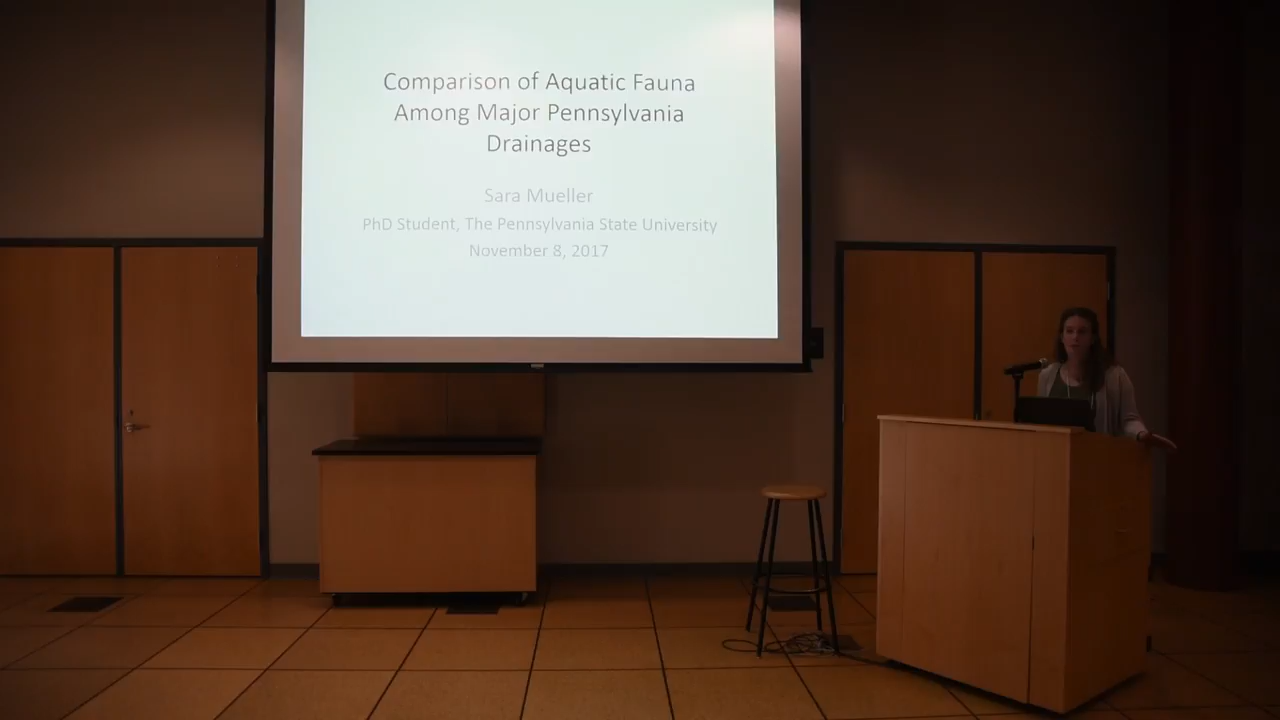 Comparison of Aquatic Fauna
Among Major Pennsylvania
Drainages
Sara Mueller
PhD Student, The Pennsylvania State University
November 8, 2017